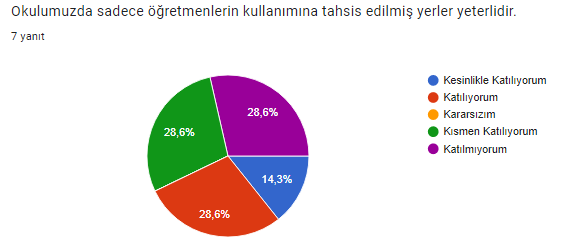 Okulumuzda sadece öğretmenlerin kullanımına tahsis edilmiş yerler yeterlidir.
7 yanıt
Kesinlikle Katılıyorum
Katılıyorum
Kararsızım
Kısmen Katılıyorum
Katılmıyorum
28,6%
28,6%
14,3%
28,6%